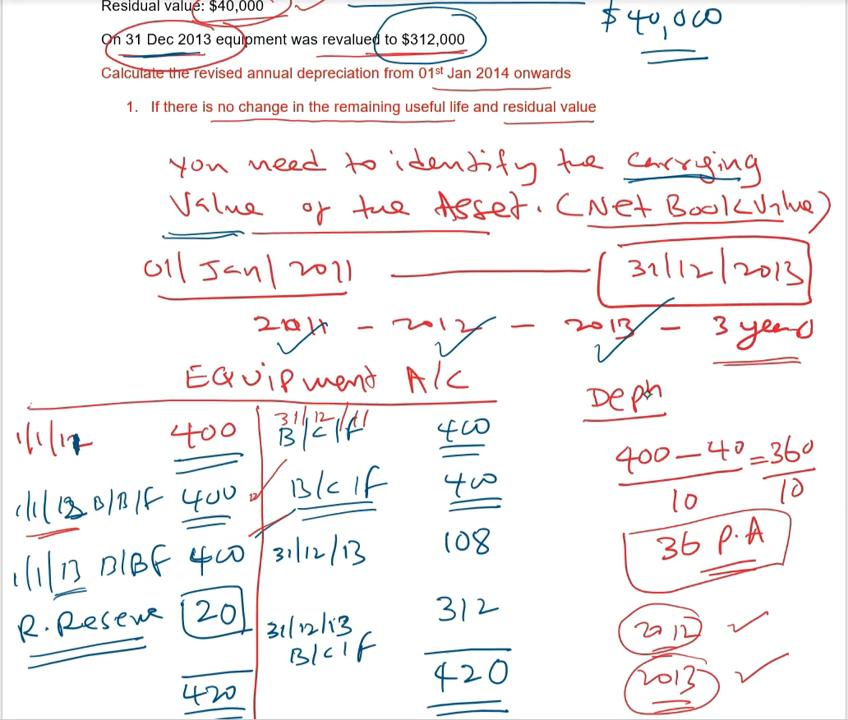 Residual value: $40,000
$ 40,000
On 31 Dec 2013 equipment was revalued to $312,000
Calculate the revised annual depreciation from 01st Jan 2014 onwards
1. If there is no change in the remaining useful life and residual value
You need to identify the carrying
Value of the Asset. (Net Book Value)
01/Jan/2011 31/12/2013
2011 - 2012 - 2013 - 3 years
EQuipment A/C
Deph
31/12/11
1/1/12 400 B/C/F 400
400-40=360
10 10
1/1/13 B/B/F 400 B/C/F 400
36 P.A
1/1/13 B/BF 400 31/12/13 108
R.Reserve 20 312
31/12/13
B/C/F
2012
420 420
2013